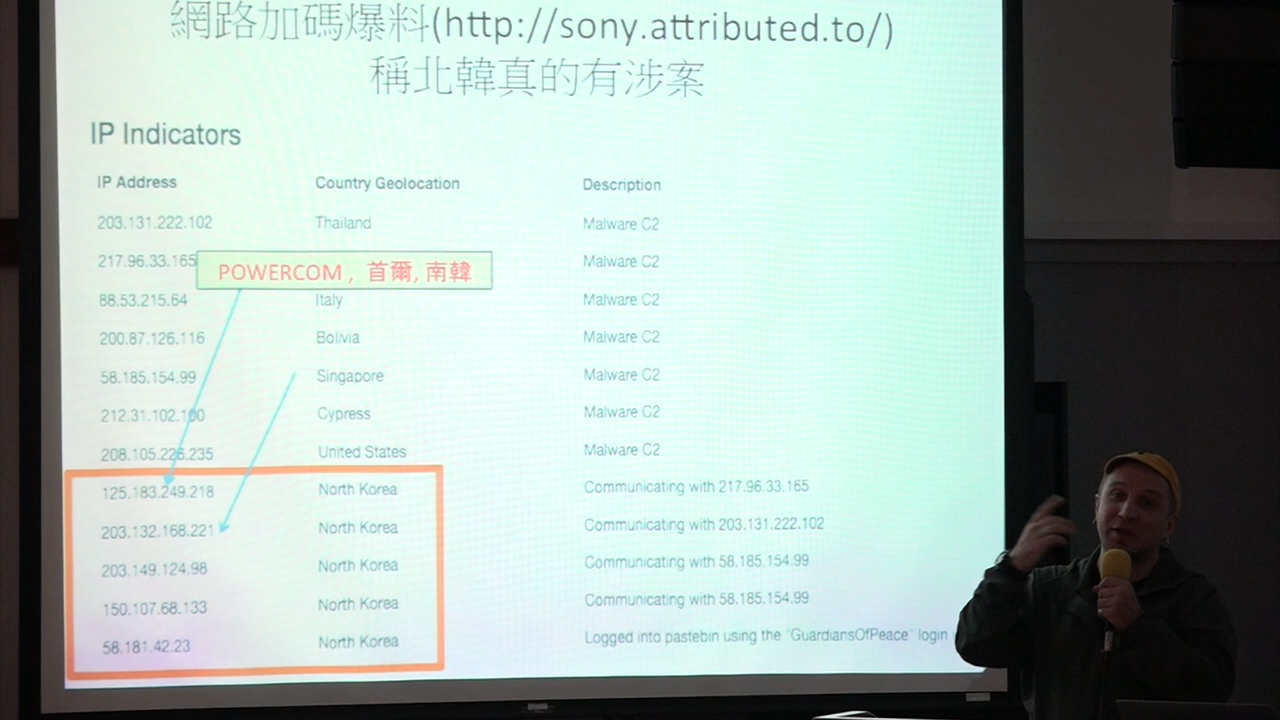 網路加碼爆料(http://sony.attributed.to/)
稱北韓真的有涉案
IP Indicators
IP Address Country Geolocation Description
203.131.222.102 Thailand Malware C2
217.96.33.165 Malware C2
POWERCOM , 首爾, 南韓
88.53.215.64 Italy Malware C2
200.87.126.116 Bolivia Malware C2
58.185.154.99 Singapore Malware C2
212.31.102.100 Cypress Malware C2
208.105.226.235 United States Malware C2
125.183.249.218 North Korea Communicating with 217.96.33.165
203.132.168.221 North Korea Communicating with 203.131.222.102
203.149.124.98 North Korea Communicating with 58.185.154.99
150.107.68.133 North Korea Communicating with 58.185.154.99
58.181.42.23 North Korea Logged into pastebin using the "GuardiansOfPeace" login